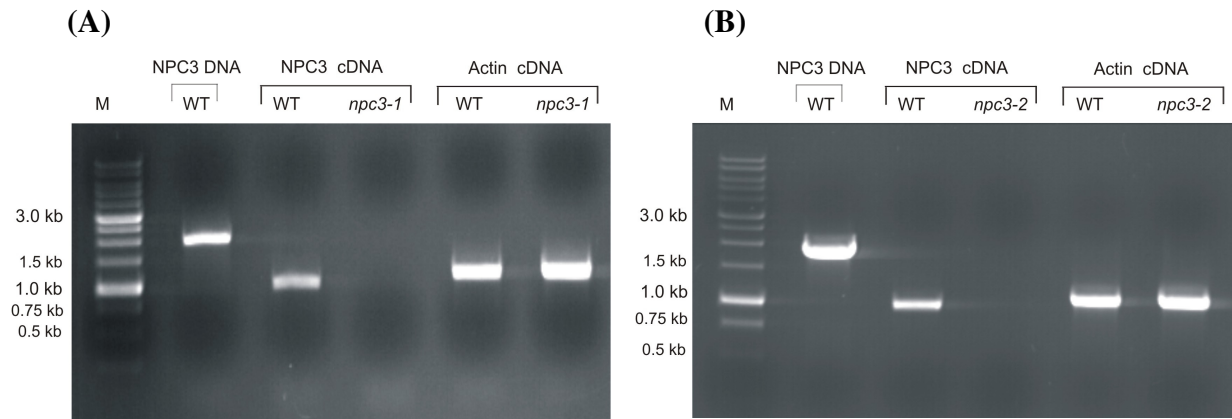 (A)
NPC3 DNA NPC3 cDNA Actin cDNA
M WT WT npc3-1 WT npc3-1
3.0 kb
1.5 kb
1.0 kb
0.75 kb
0.5 kb
(B)
NPC3 DNA NPC3 cDNA Actin cDNA
M WT WT npc3-2 WT npc3-2
3.0 kb
1.5 kb
1.0 kb
0.75 kb
0.5 kb